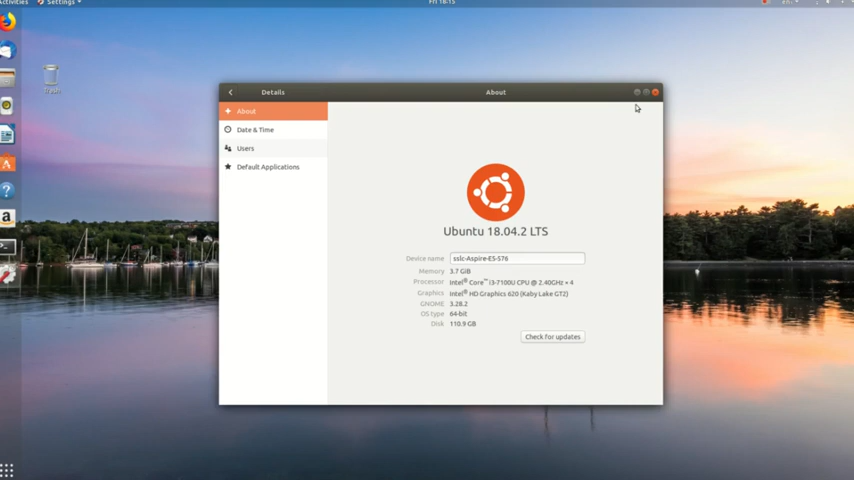 Activities
Settings
Fri 18:15
Trash
Details
About
About
Date & Time
Users
Default Applications
Ubuntu 18.04.2 LTS
Device name sslc-Aspire-E5-576
Memory 3.7 GiB
Processor Intel® Core™ i3-7100U CPU @ 2.40GHz × 4
Graphics Intel® HD Graphics 620 (Kaby Lake GT2)
GNOME 3.28.2
OS type 64-bit
Disk 110.9 GB
Check for updates